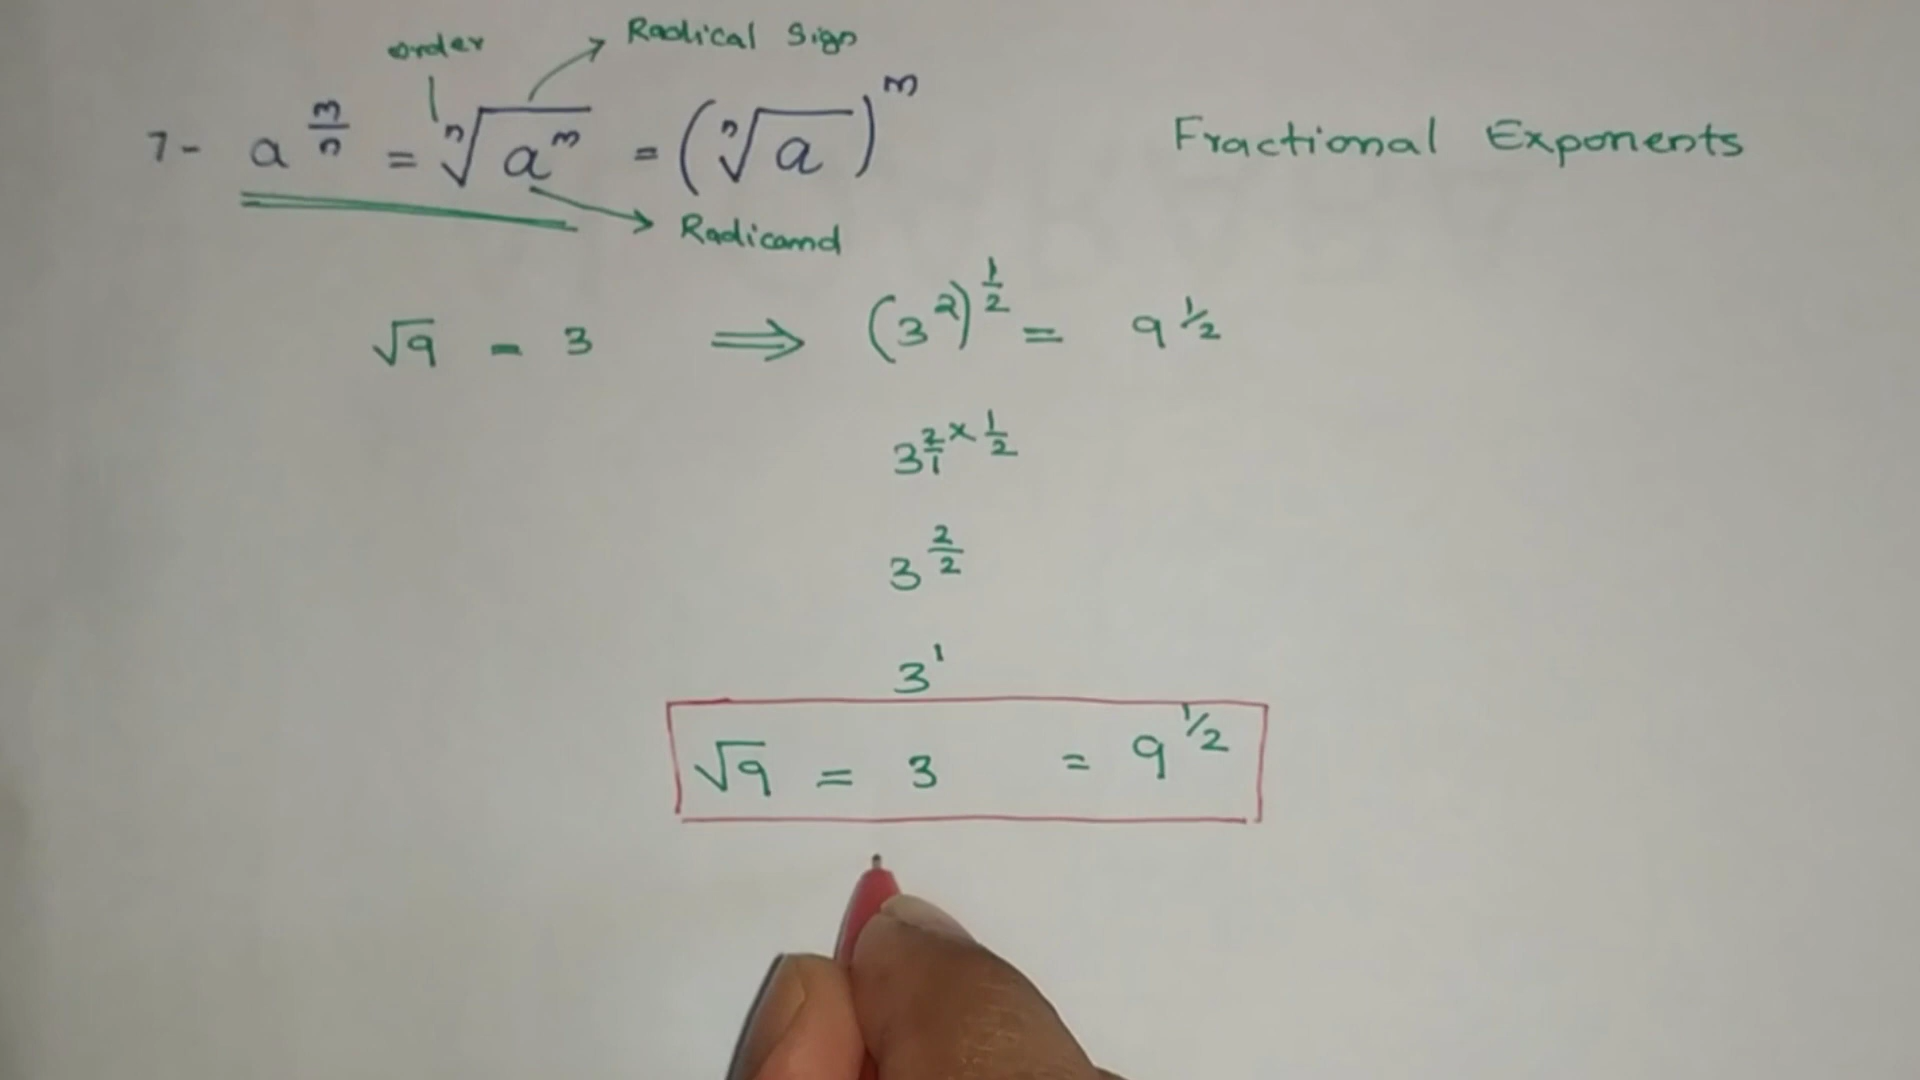 order
Radical Sign
7- a^(m/n) = ⁿ√(a^m) = (ⁿ√a)^m
Fractional Exponents
Radicand
√9 = 3 ⟹ (3²)^(1/2) = 9^(1/2)
3^(2/1 × 1/2)
3^(2/2)
3¹
√9 = 3 = 9^(1/2)